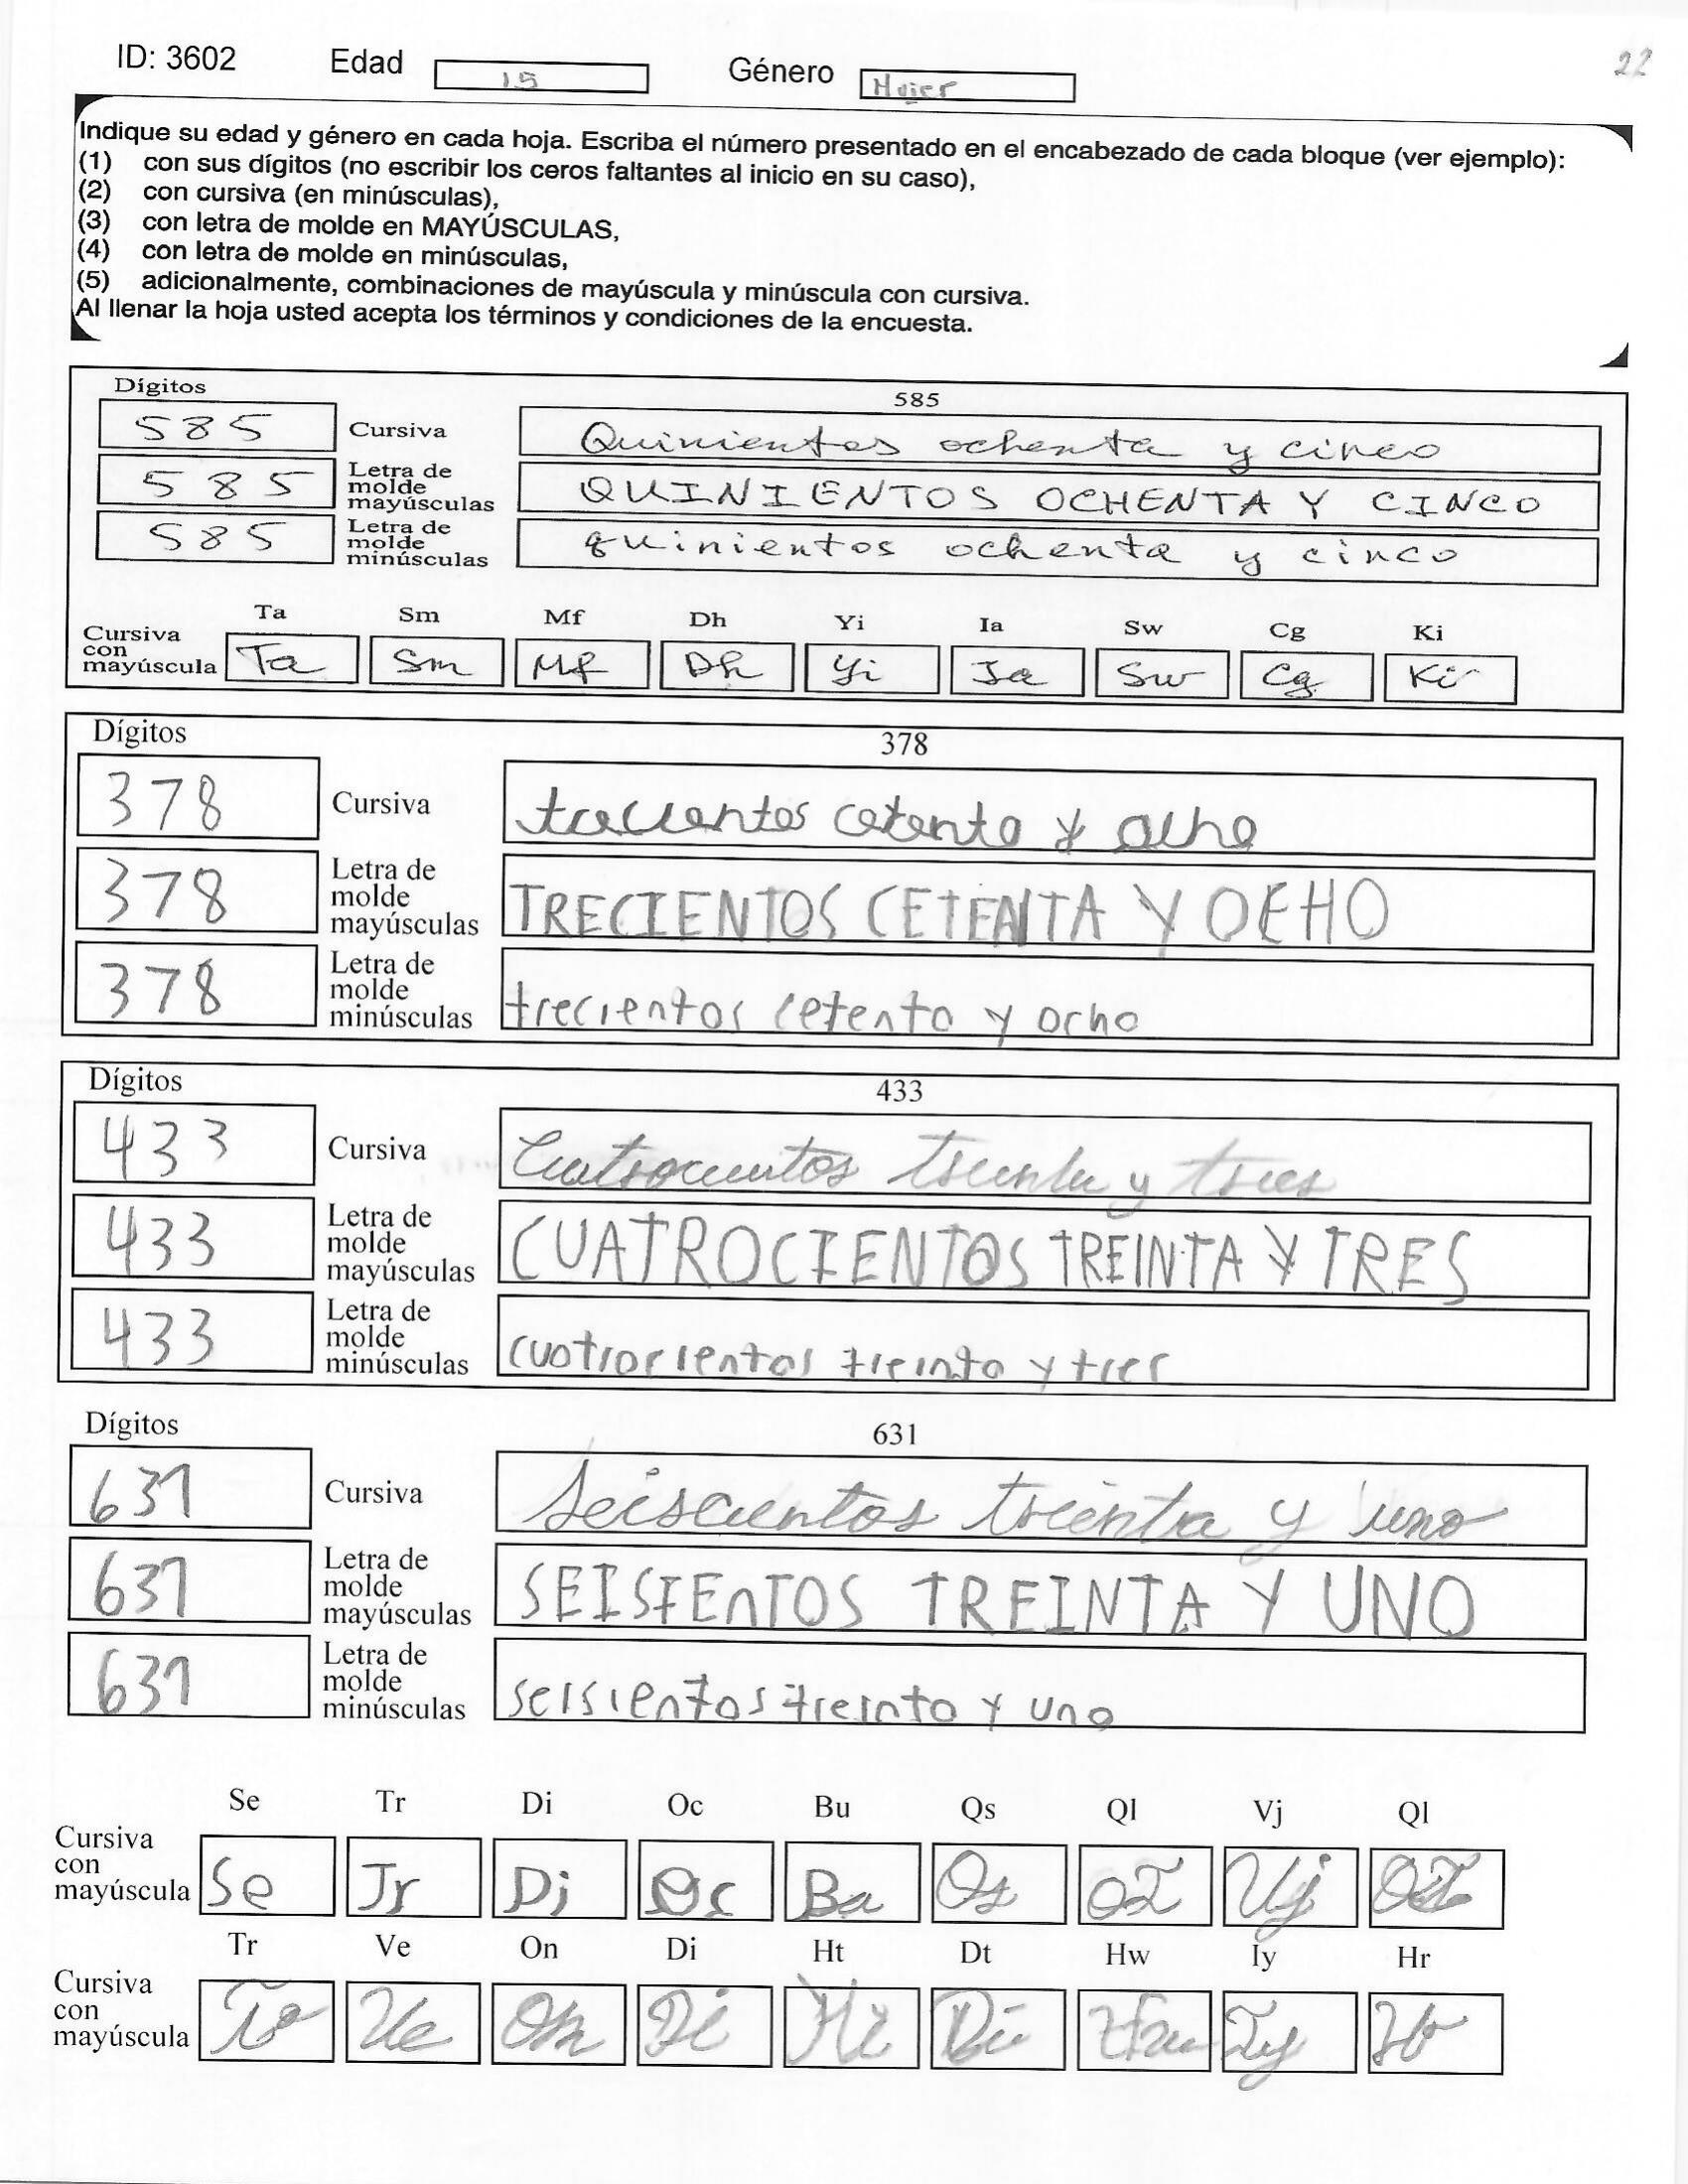 ID: 3602 Edad 15 Género Mujer 22
Indique su edad y género en cada hoja. Escriba el número presentado en el encabezado de cada bloque (ver ejemplo):
(1) con sus dígitos (no escribir los ceros faltantes al inicio en su caso),
(2) con cursiva (en minúsculas),
(3) con letra de molde en MAYÚSCULAS,
(4) con letra de molde en minúsculas,
(5) adicionalmente, combinaciones de mayúscula y minúscula con cursiva.
Al llenar la hoja usted acepta los términos y condiciones de la encuesta.
Dígitos 585
585 Cursiva Quinientos ochenta y cinco
585 Letra de molde mayúsculas QUINIENTOS OCHENTA Y CINCO
585 Letra de molde minúsculas quinientos ochenta y cinco
Ta Sm Mf Dh Yi Ia Sw Cg Ki
Cursiva con mayúscula Ta Sm Mf Dh Yi Ia Sw Cg Ki
Dígitos 378
378 Cursiva trecientos cetenta y ocho
378 Letra de molde mayúsculas TRECIENTOS CETENTA Y OCHO
378 Letra de molde minúsculas trecientos cetenta y ocho
Dígitos 433
433 Cursiva Cuatrocientos treinta y tres
433 Letra de molde mayúsculas CUATROCIENTOS TREINTA Y TRES
433 Letra de molde minúsculas cuatrocientos treinta y tres
Dígitos 631
631 Cursiva Seiscientos treinta y uno
631 Letra de molde mayúsculas SEISIENTOS TREINTA Y UNO
631 Letra de molde minúsculas seisientos treinta y uno
Se Tr Di Oc Bu Qs Ql Vj Ql
Cursiva con mayúscula Se Tr Di Oc Ba Qs Vj
Tr Ve On Di Ht Dt Hw Iy Hr
Cursiva con mayúscula Tr Ve On Di Ht Dt Hw Iy Hr